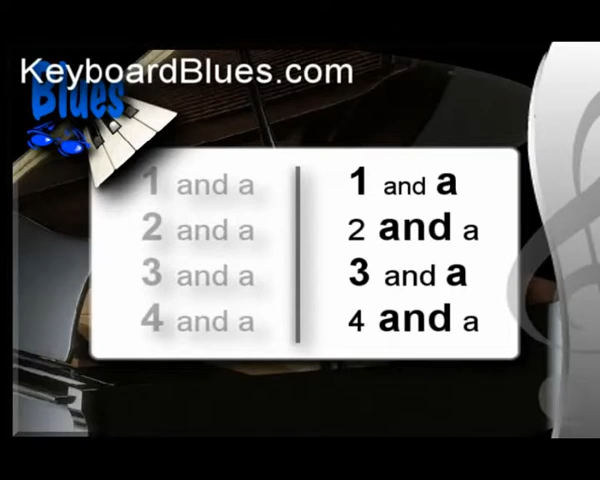 KeyboardBlues.com
Blues
1 and a
2 and a
3 and a
4 and a
1 and a
2 and a
3 and a
4 and a